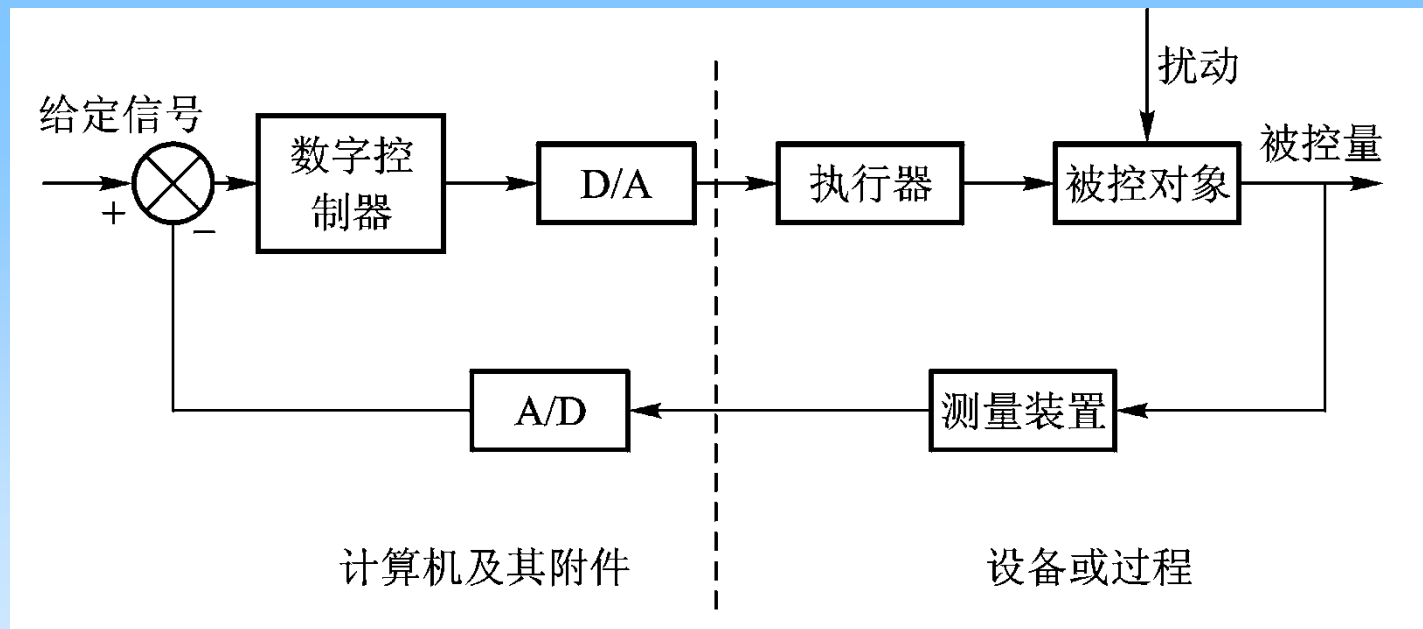 扰动
给定信号
被控量
数字控
制器
D/A
执行器
被控对象
+
−
A/D
测量装置
计算机及其附件
设备或过程